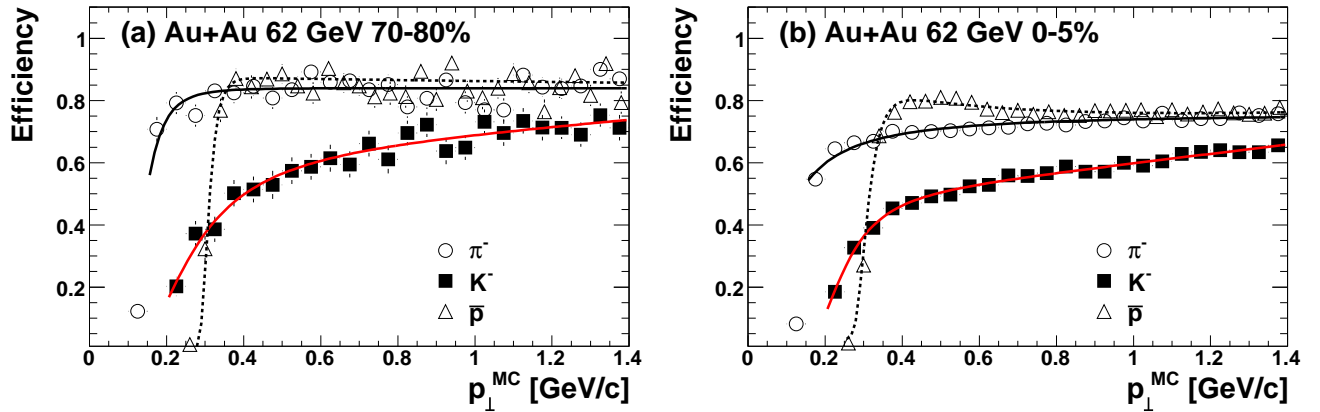 (a) Au+Au 62 GeV 70-80%
Efficiency
1
0.8
0.6
0.4
0.2
π-
K-
p̅
0 0.2 0.4 0.6 0.8 1 1.2 1.4
p⊥MC [GeV/c]
(b) Au+Au 62 GeV 0-5%
Efficiency
1
0.8
0.6
0.4
0.2
π-
K-
p̅
0 0.2 0.4 0.6 0.8 1 1.2 1.4
p⊥MC [GeV/c]